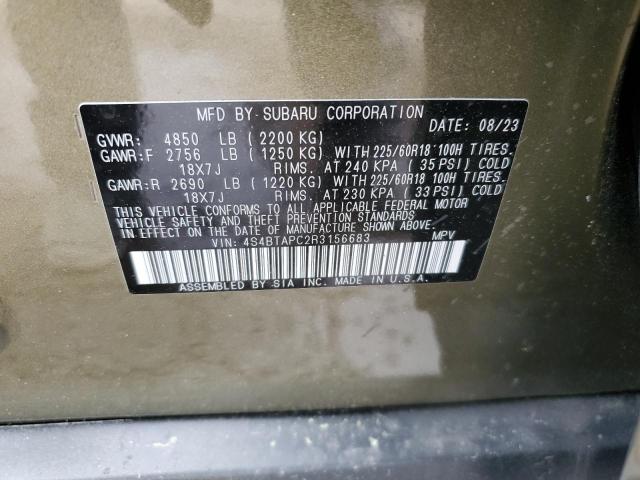 MFD BY SUBARU CORPORATION
DATE: 08/23
GVWR: 4850 LB (2200 KG)
GAWR:F 2756 LB (1250 KG) WITH 225/60R18 100H TIRES.
18X7J RIMS. AT 240 KPA (35 PSI) COLD
GAWR:R 2690 LB (1220 KG) WITH 225/60R18 100H TIRES.
18X7J RIMS. AT 230 KPA (33 PSI) COLD
THIS VEHICLE CONFORMS TO ALL APPLICABLE FEDERAL MOTOR
VEHICLE SAFETY, BUMPER, AND THEFT PREVENTION STANDARDS
IN EFFECT ON THE DATE OF MANUFACTURE SHOWN ABOVE.
VIN: 4S4BTAPC2R3156683 MPV
ASSEMBLED BY SIA INC. MADE IN U.S.A.